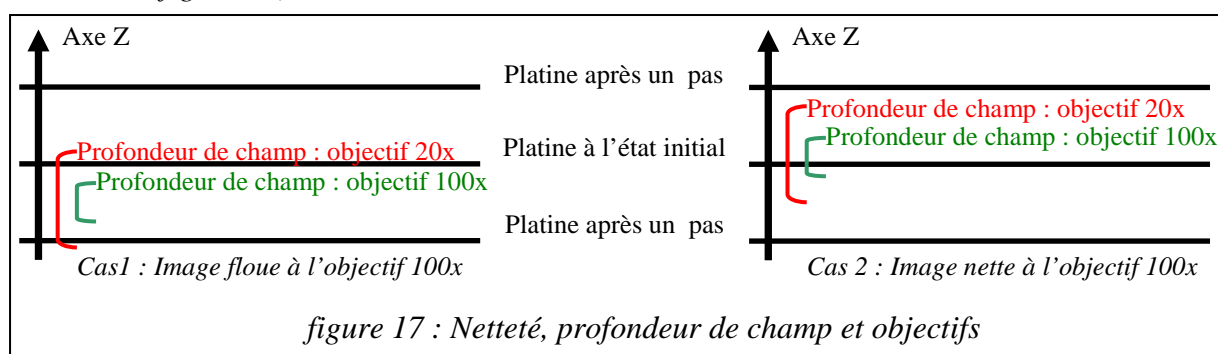 Axe Z
Axe Z
Platine après un pas
Profondeur de champ : objectif 20x
Profondeur de champ : objectif 20x
Profondeur de champ : objectif 100x
Platine à l'état initial
Profondeur de champ : objectif 100x
Platine après un pas
Cas1 : Image floue à l'objectif 100x
Cas 2 : Image nette à l'objectif 100x
figure 17 : Netteté, profondeur de champ et objectifs